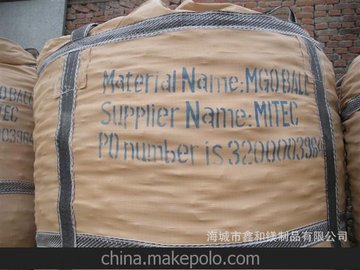 Material Name:MGO BALL
Supplier Name:MITEC
PO number is 3200003984
海城市鑫和镁制品有限公司
china.makepolo.com